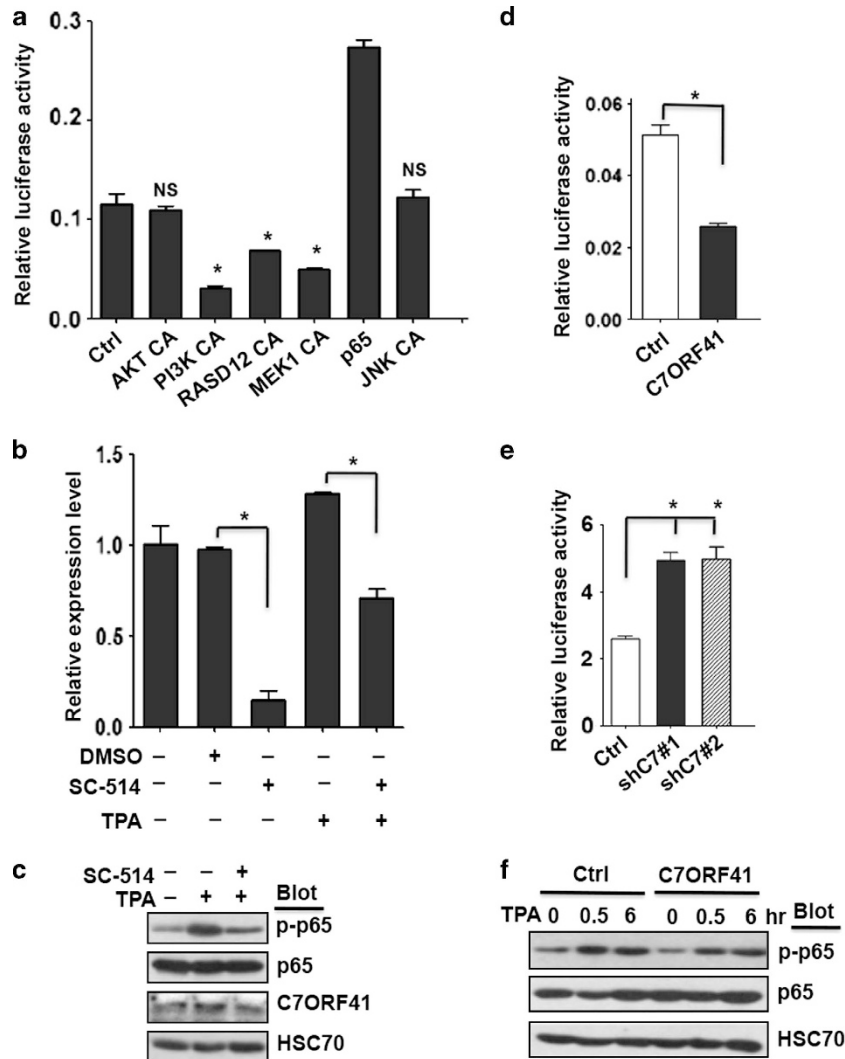 a
Relative luciferase activity
0.3
0.2
0.1
0.0
NS
*
*
*
NS
Ctrl
AKT CA
PI3K CA
RASD12 CA
MEK1 CA
p65
JNK CA
b
Relative expression level
1.5
1.0
0.5
0.0
*
*
DMSO – + – – –
SC-514 – – + – +
TPA – – – + +
c
SC-514 – – +
TPA – + + Blot
p-p65
p65
C7ORF41
HSC70
d
Relative luciferase activity
0.06
0.04
0.02
0.00
*
Ctrl
C7ORF41
e
Relative luciferase activity
6
4
2
0
* *
Ctrl
shC7#1
shC7#2
f
Ctrl C7ORF41
TPA 0 0.5 6 0 0.5 6 hr Blot
p-p65
p65
HSC70